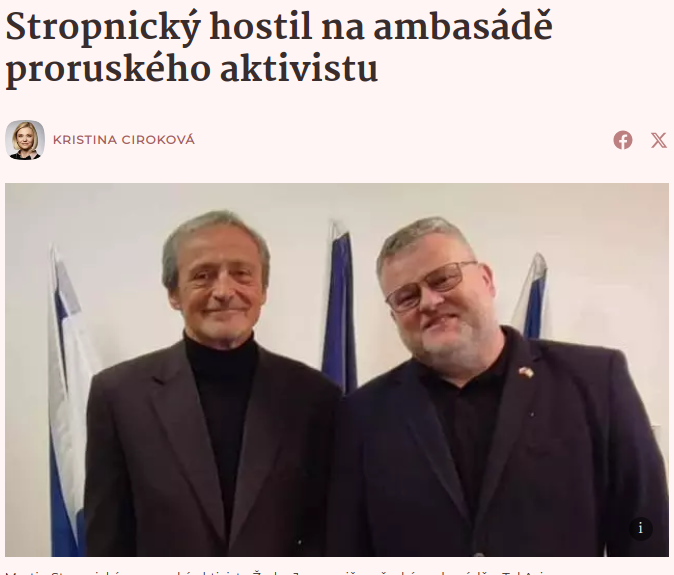 Stropnický hostil na ambasádě
proruského aktivistu
KRISTINA CIROKOVÁ
i